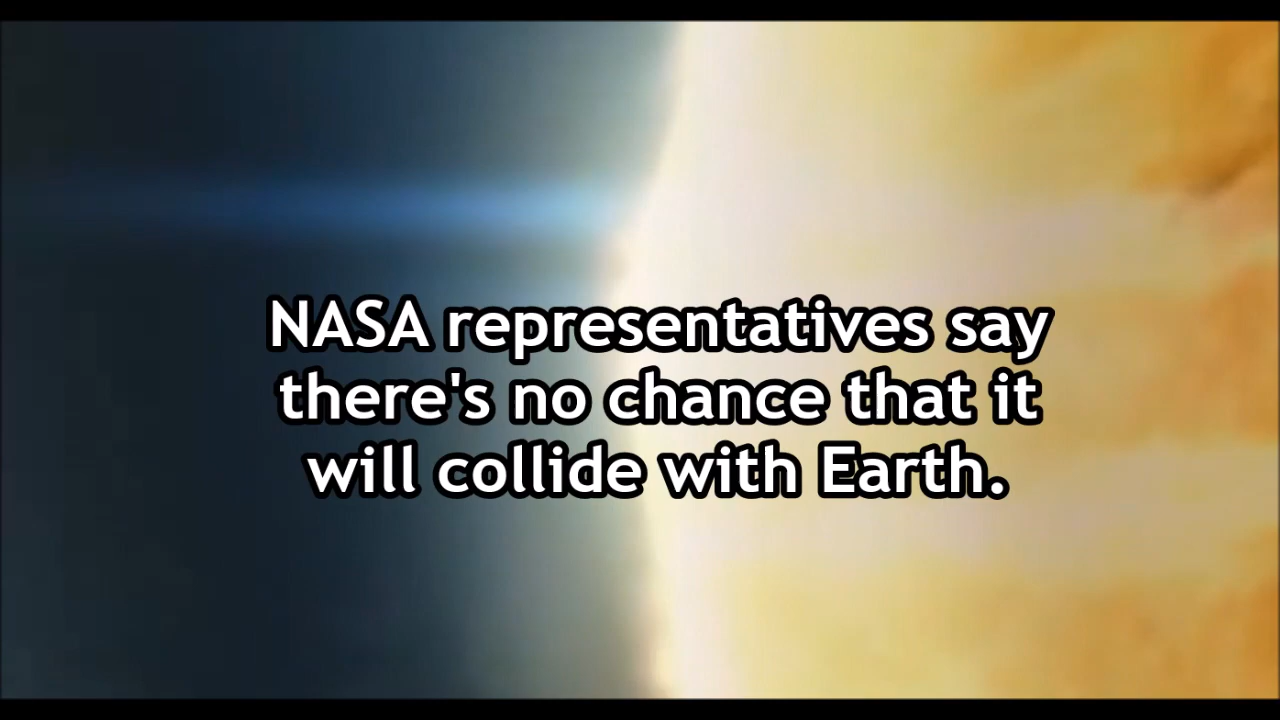 NASA representatives say
there's no chance that it
will collide with Earth.